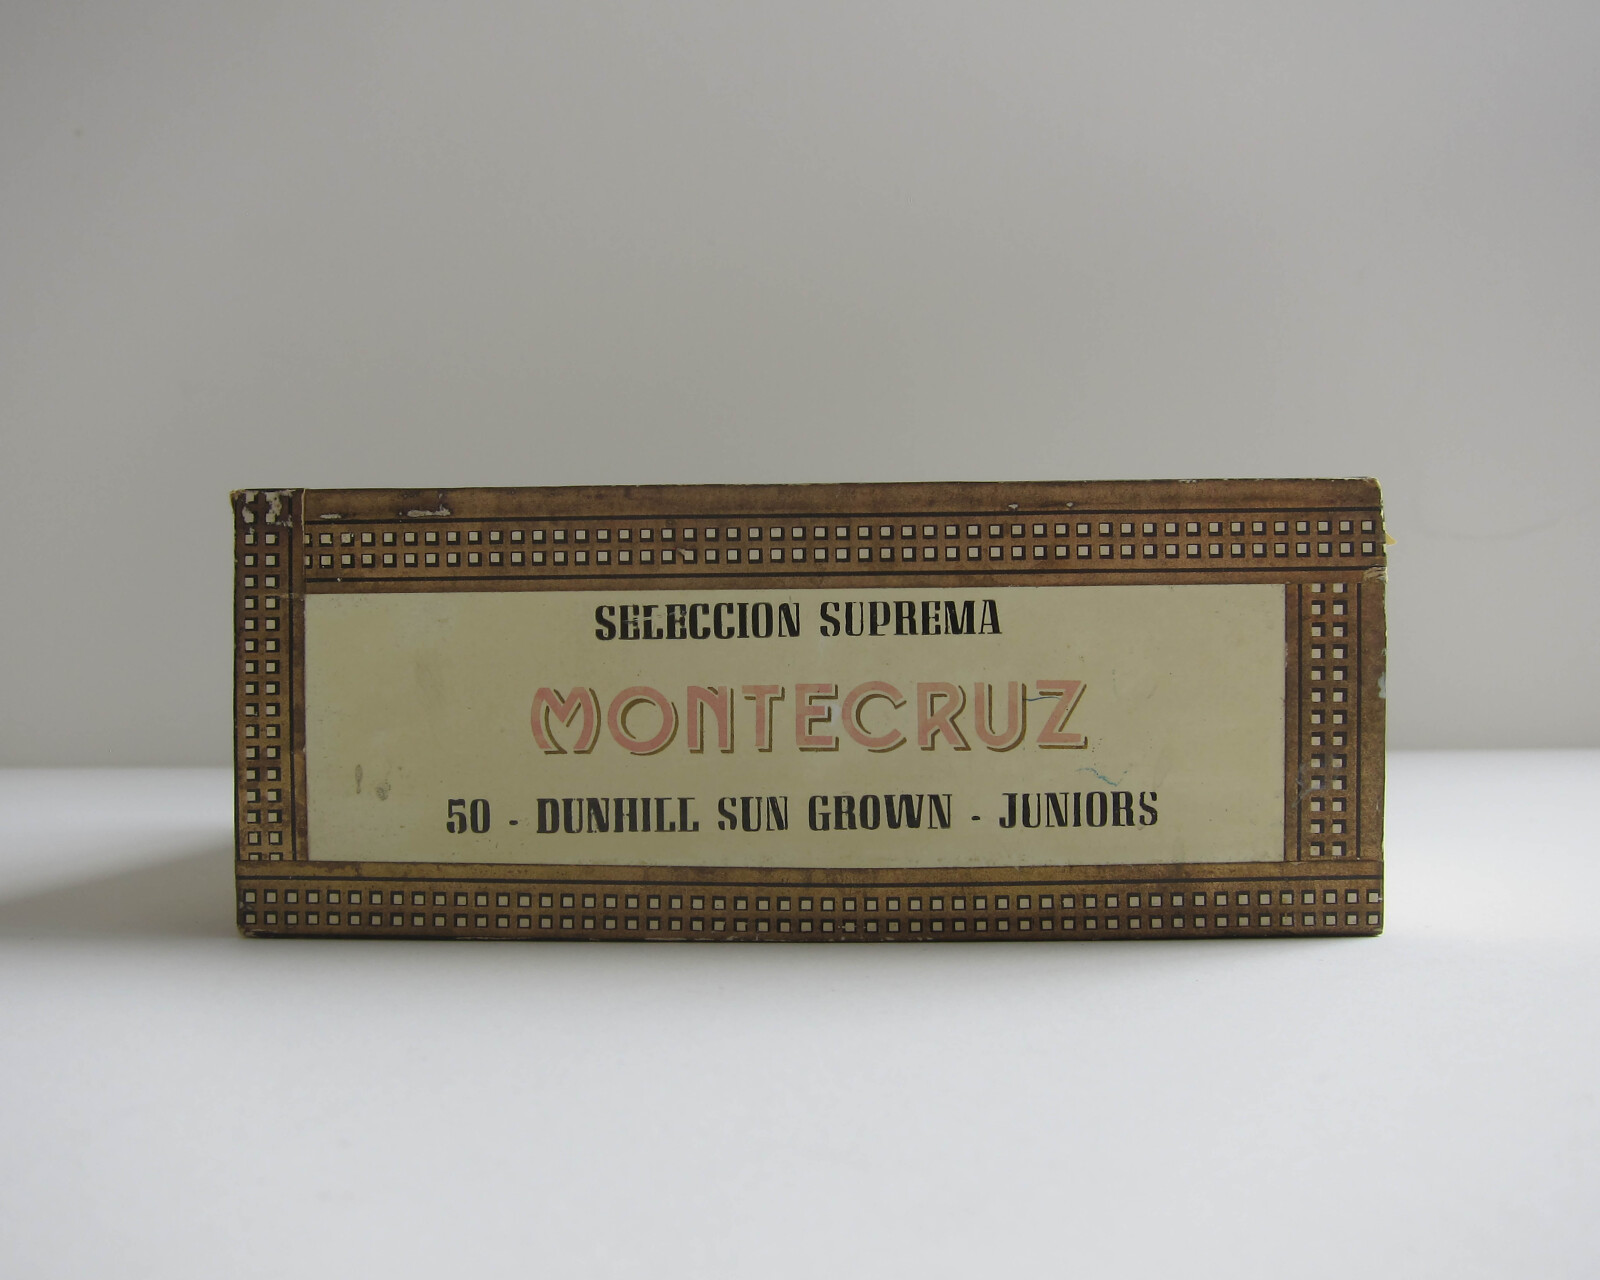 SELECCION SUPREMA
MONTECRUZ
50 - DUNHILL SUN GROWN - JUNIORS